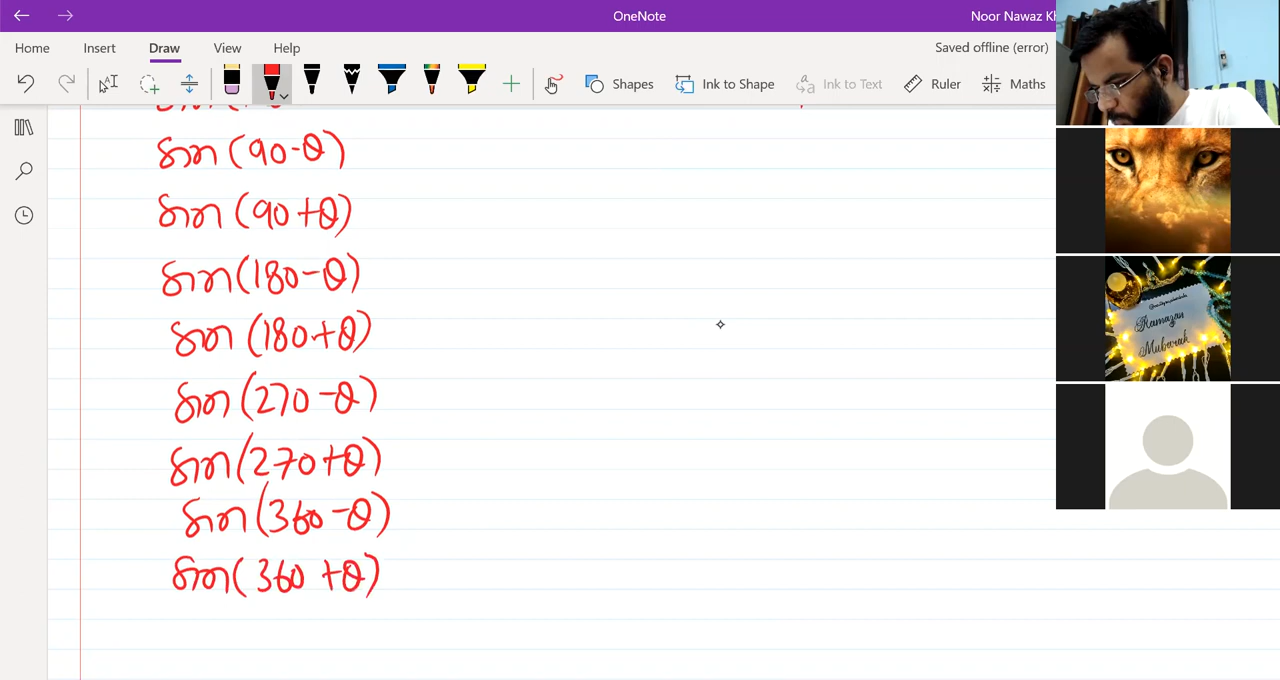 OneNote
Noor Nawaz Kh
Home Insert Draw View Help
Saved offline (error)
Shapes Ink to Shape Ink to Text Ruler Maths
sin (90-θ)
sin (90+θ)
sin(180-θ)
sin (180+θ)
sin (270-θ)
sin(270+θ)
sin(360-θ)
sin(360+θ)
Ramazan
Mubarak